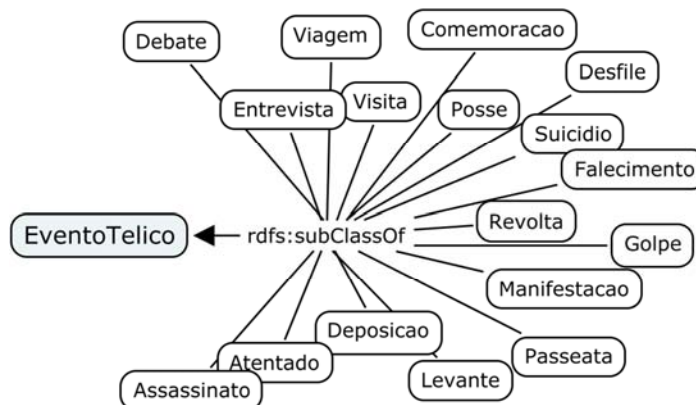 Comemoracao
Viagem
Debate
Desfile
Entrevista
Visita
Posse
Suicidio
Falecimento
Revolta
EventoTelico
rdfs:subClassOf
Golpe
Manifestacao
Deposicao
Passeata
Atentado
Levante
Assassinato